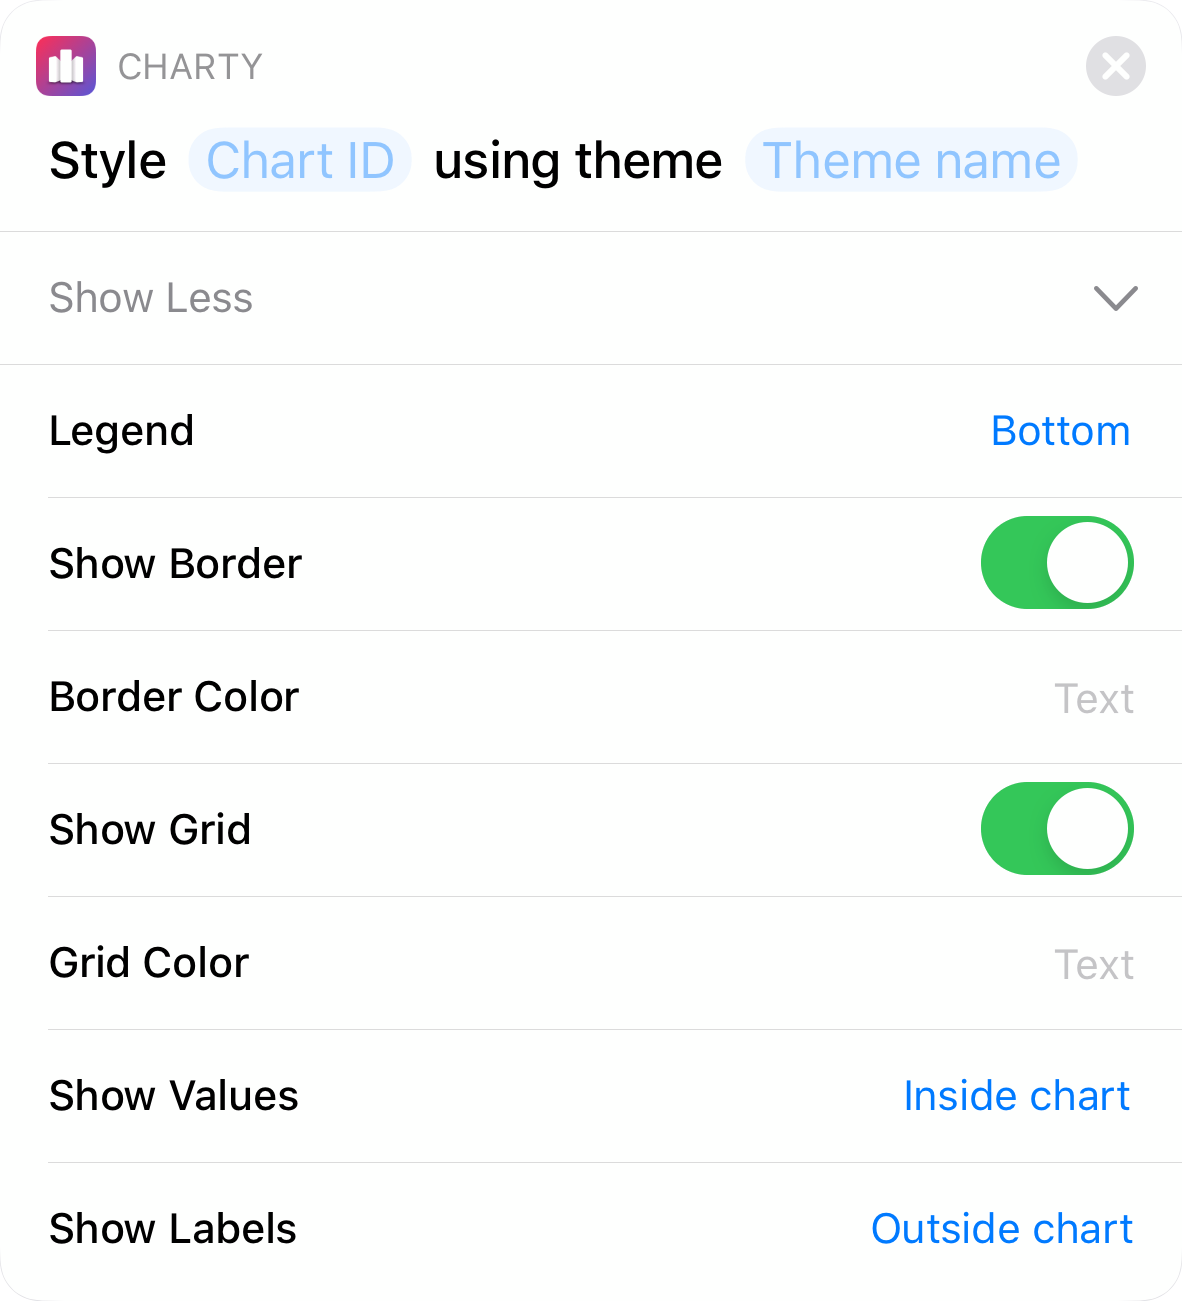 CHARTY
Style Chart ID using theme Theme name
Show Less
Legend Bottom
Show Border
Border Color Text
Show Grid
Grid Color Text
Show Values Inside chart
Show Labels Outside chart